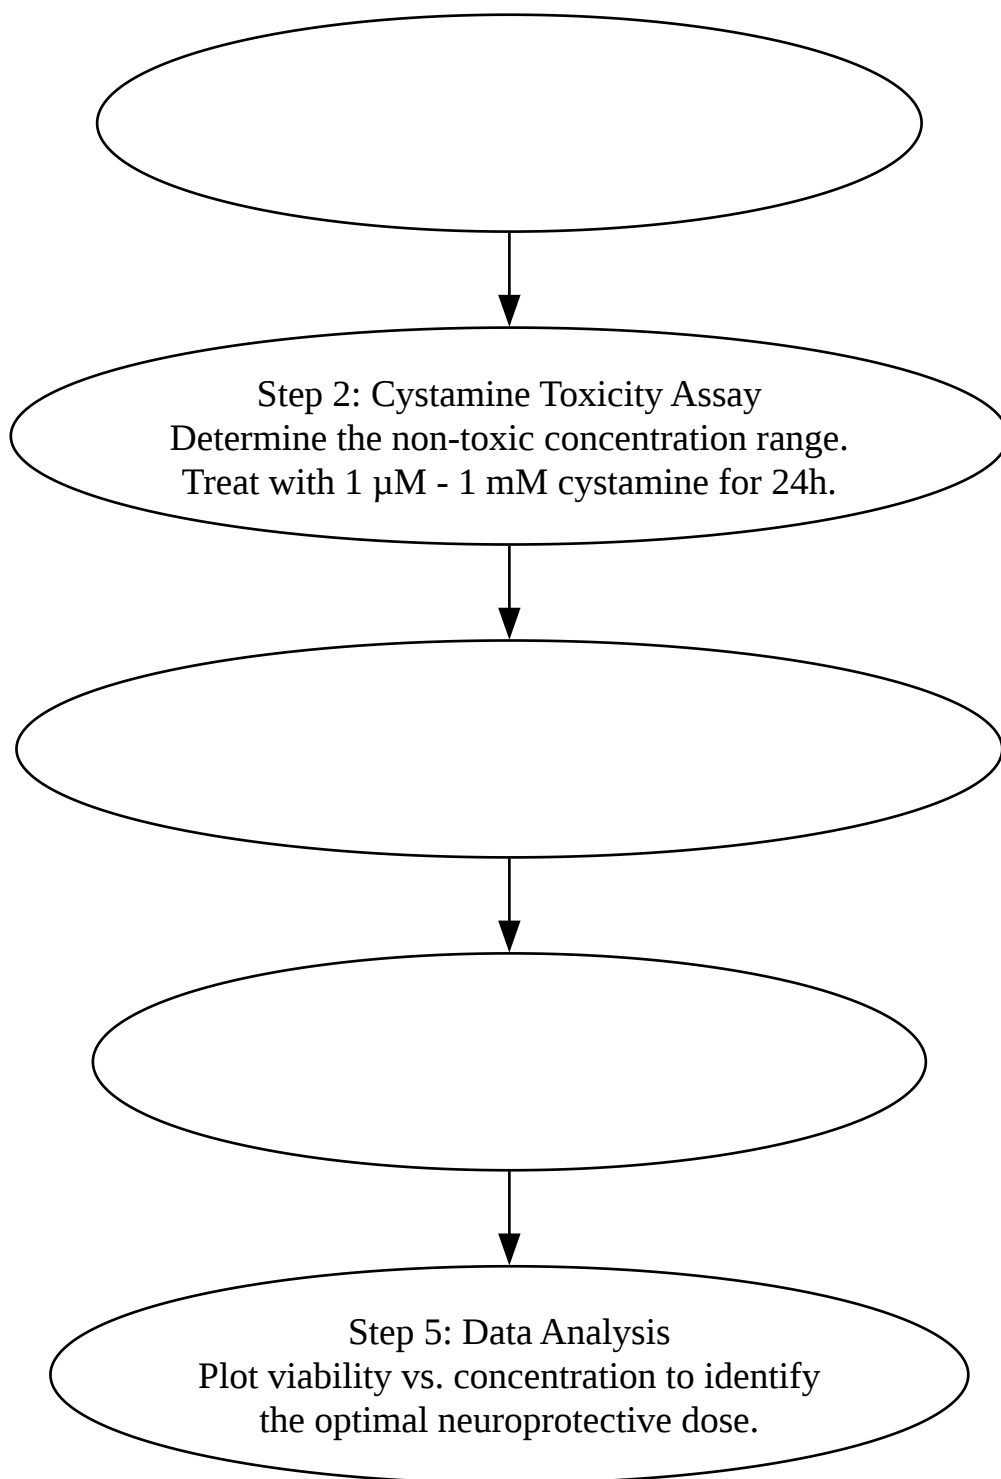 Step 2: Cystamine Toxicity Assay
Determine the non-toxic concentration range.
Treat with 1 µM - 1 mM cystamine for 24h.
Step 5: Data Analysis
Plot viability vs. concentration to identify
the optimal neuroprotective dose.